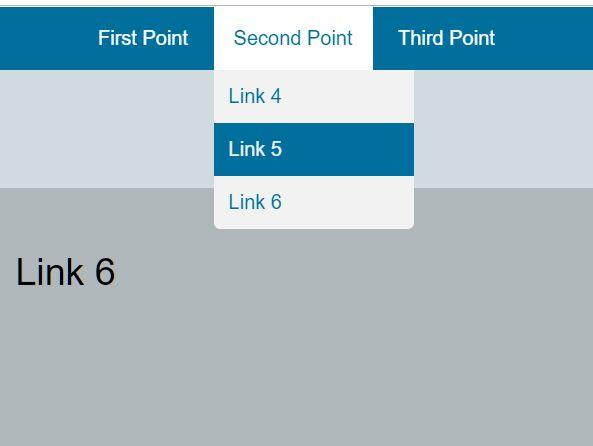 First Point Second Point Third Point
Link 4
Link 5
Link 6
Link 6